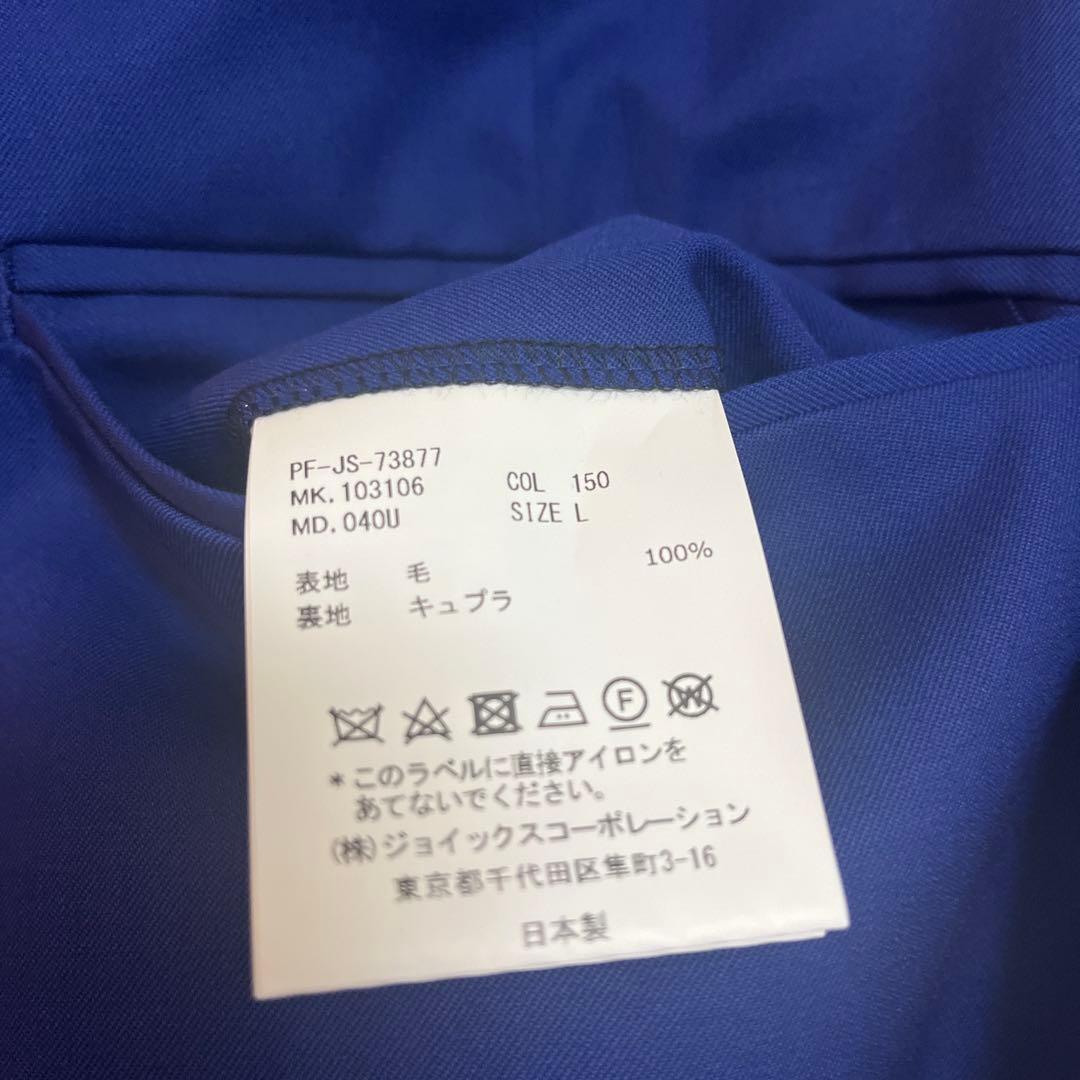 PF-JS-73877
MK.103106 COL 150
MD.040U SIZE L
表地 毛 100%
裏地 キュプラ
F W
*このラベルに直接アイロンを
あてないでください。
(株)ジョイックスコーポレーション
東京都千代田区隼町3-16
日本製